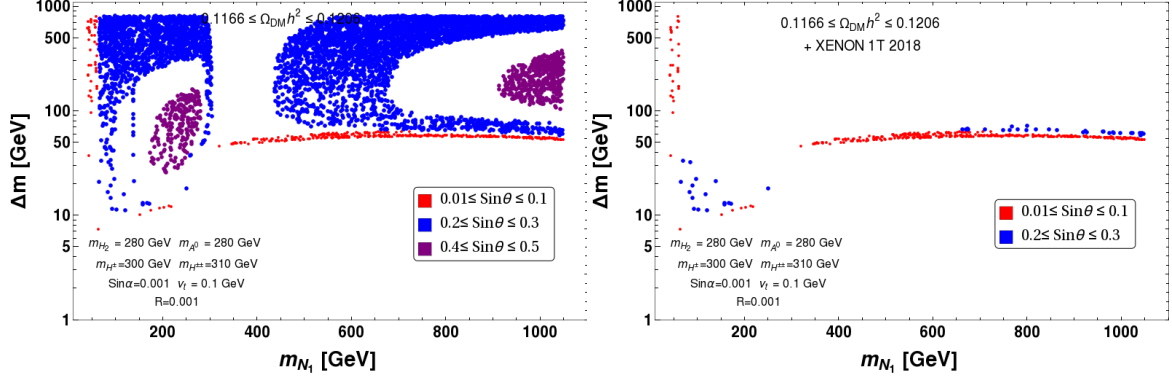 0.1166 ≤ Ω_DM h² ≤ 0.1206
1000
500
100
50
10
5
1
Δm [GeV]
0.01≤ Sinθ ≤ 0.1
0.2≤ Sinθ ≤ 0.3
0.4≤ Sinθ ≤ 0.5
m_H₂ = 280 GeV m_A⁰ = 280 GeV
m_H±=300 GeV m_H±±=310 GeV
Sinα=0.001 v_t = 0.1 GeV
R=0.001
200 400 600 800 1000
m_N₁ [GeV]
0.1166 ≤ Ω_DM h² ≤ 0.1206
+ XENON 1T 2018
1000
500
100
50
10
5
1
Δm [GeV]
0.01≤ Sinθ ≤ 0.1
0.2≤ Sinθ ≤ 0.3
m_H₂ = 280 GeV m_A⁰ = 280 GeV
m_H±=300 GeV m_H±±=310 GeV
Sinα=0.001 v_t = 0.1 GeV
R=0.001
200 400 600 800 1000
m_N₁ [GeV]